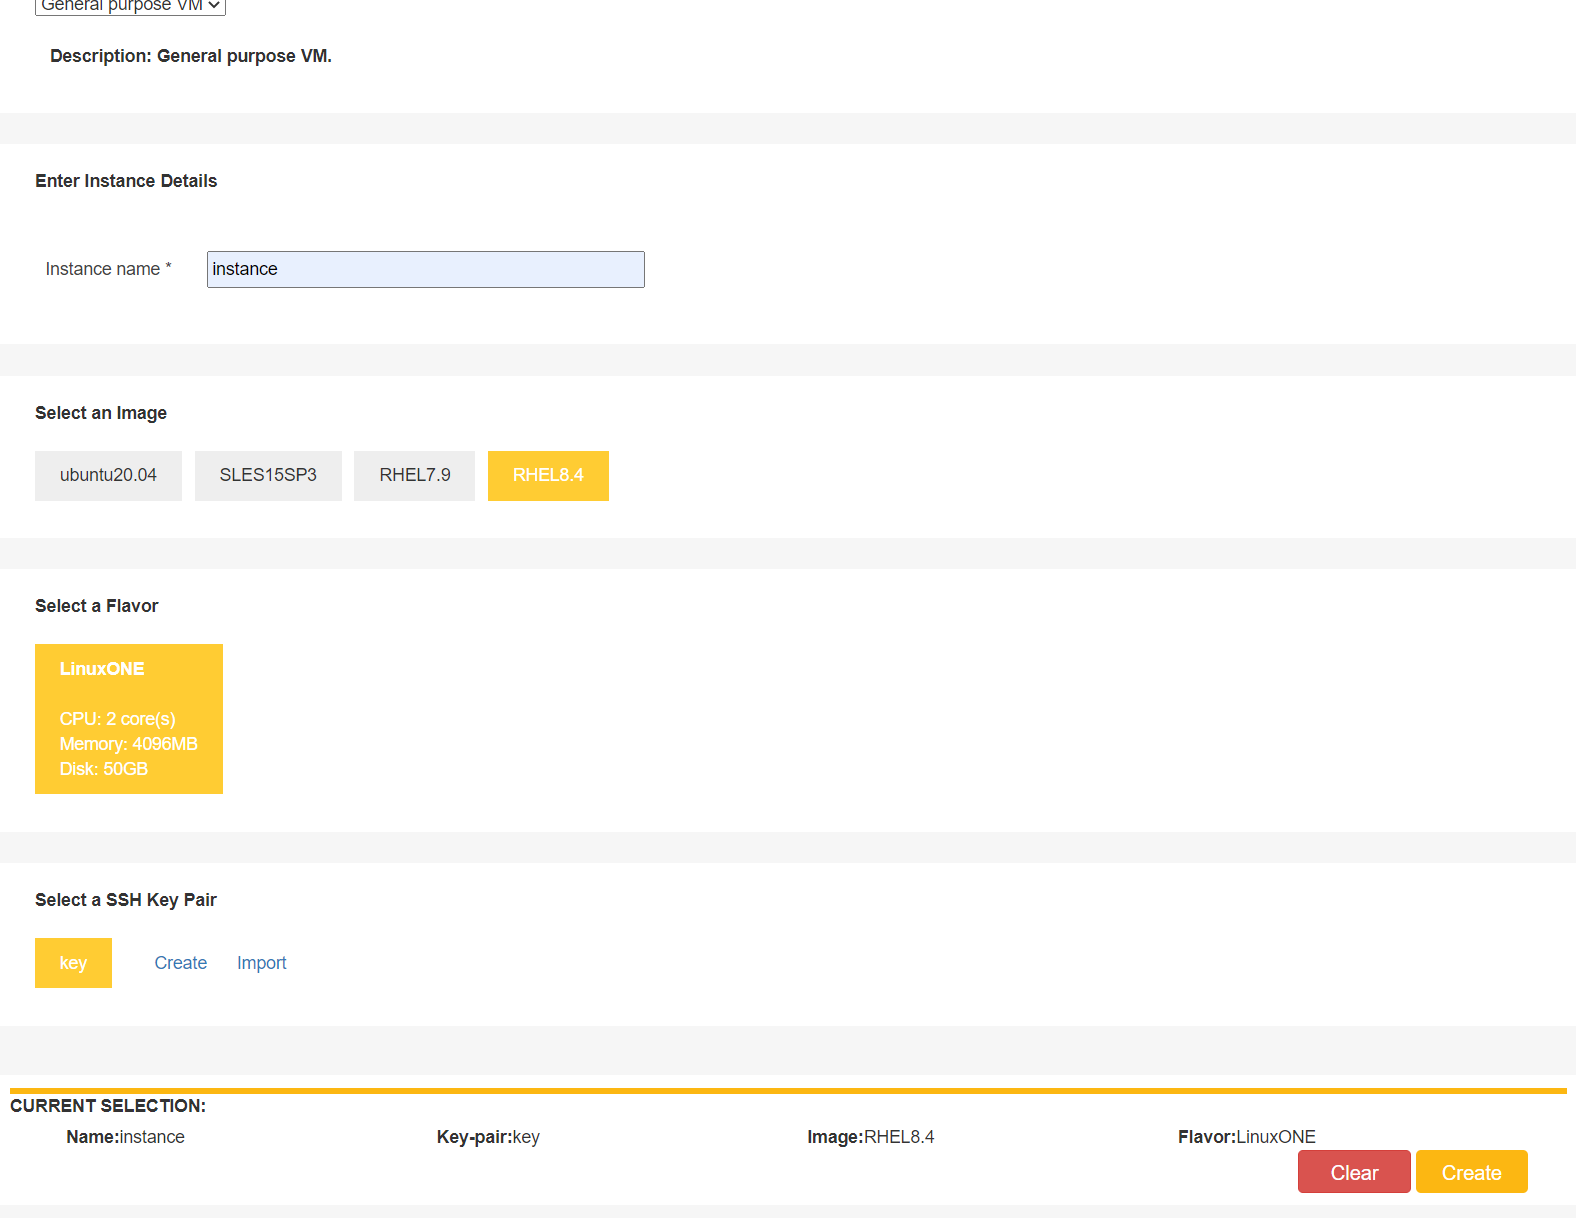 General purpose VM
Description: General purpose VM.
Enter Instance Details
Instance name *
instance
Select an Image
ubuntu20.04
SLES15SP3
RHEL7.9
RHEL8.4
Select a Flavor
LinuxONE
CPU: 2 core(s)
Memory: 4096MB
Disk: 50GB
Select a SSH Key Pair
key
Create
Import
CURRENT SELECTION:
Name:instance
Key-pair:key
Image:RHEL8.4
Flavor:LinuxONE
Clear
Create